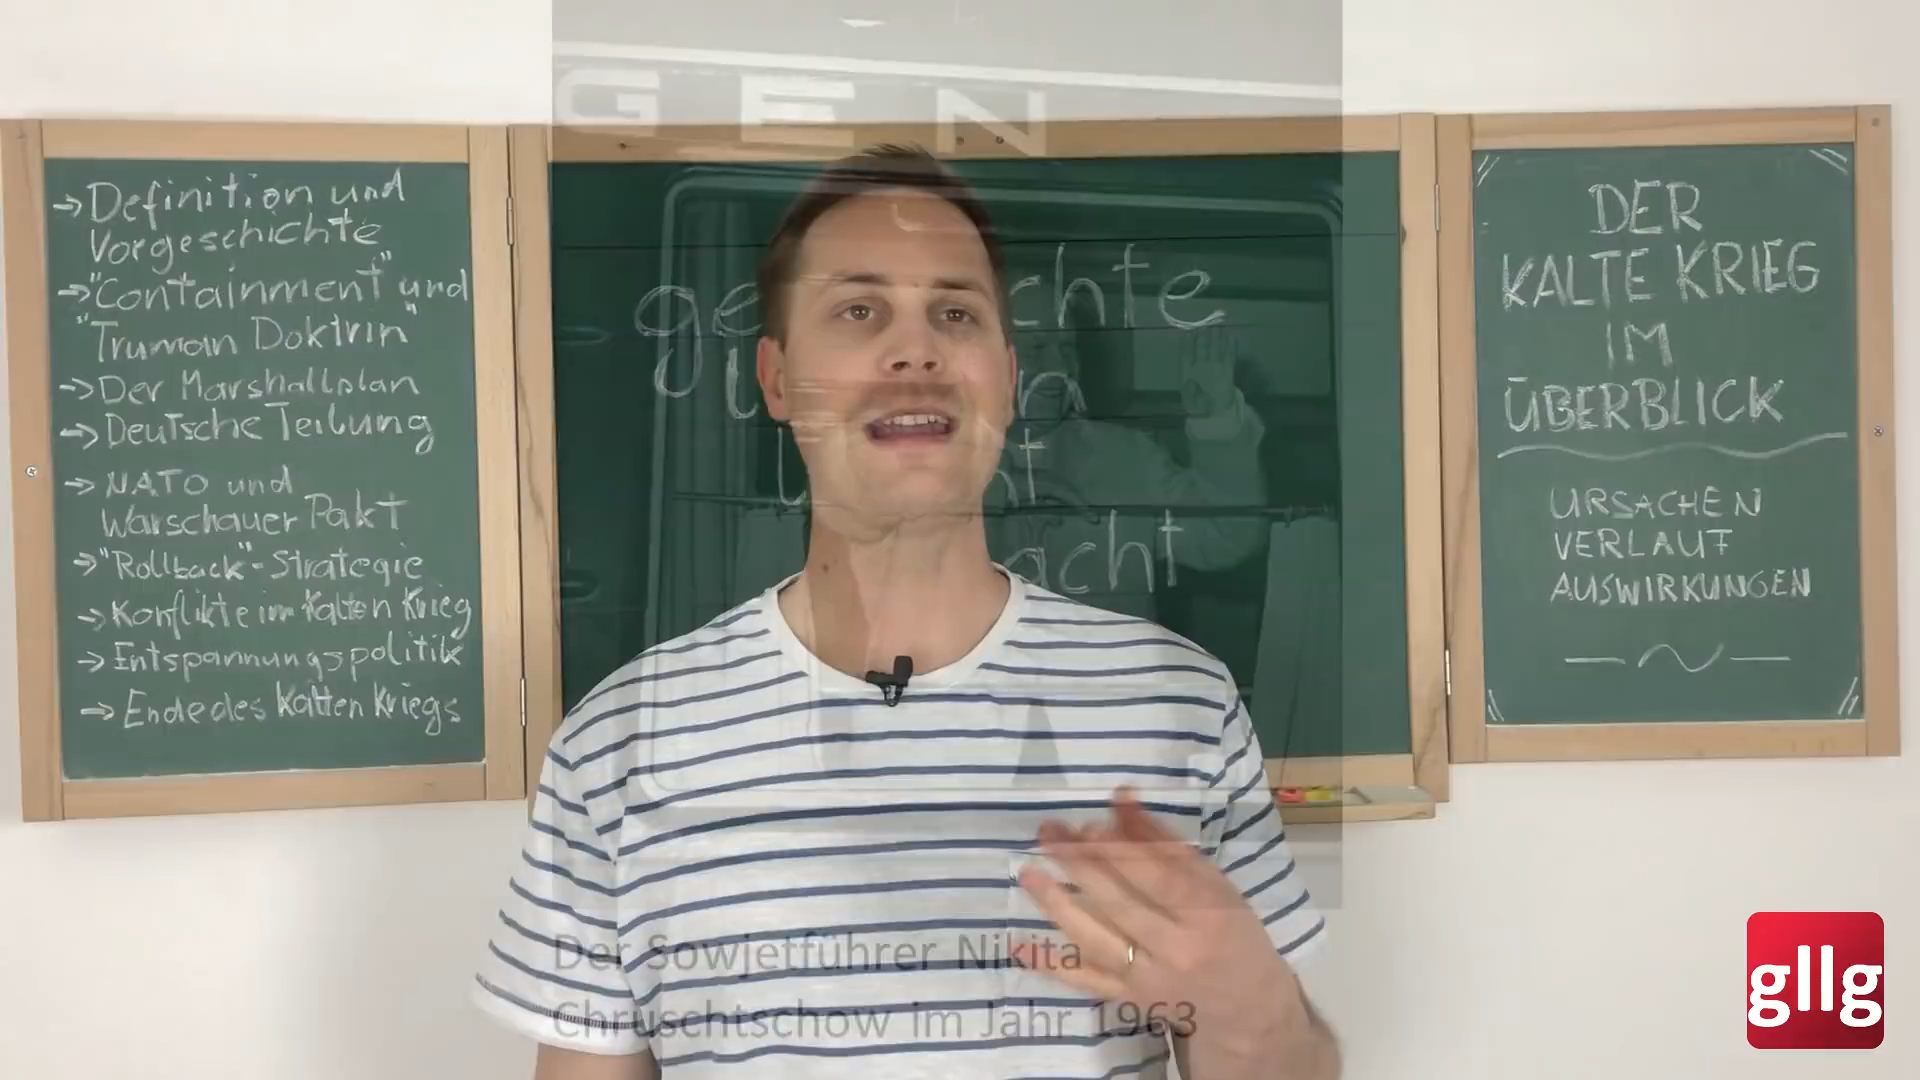 → Definition und
Vorgeschichte
→ "Containment" und
"Truman Doktrin"
→ Der Marshallplan
→ Deutsche Teilung
→ NATO und
Warschauer Pakt
→ "Rollback"-Strategie
→ Konflikte im Kalten Krieg
→ Entspannungspolitik
→ Ende des Kalten Kriegs
GEN
DER
KALTE KRIEG
IM
ÜBERBLICK
URSACHEN
VERLAUF
AUSWIRKUNGEN
Der Sowjetführer Nikita
Chruschtschow im Jahr 1963
gllg